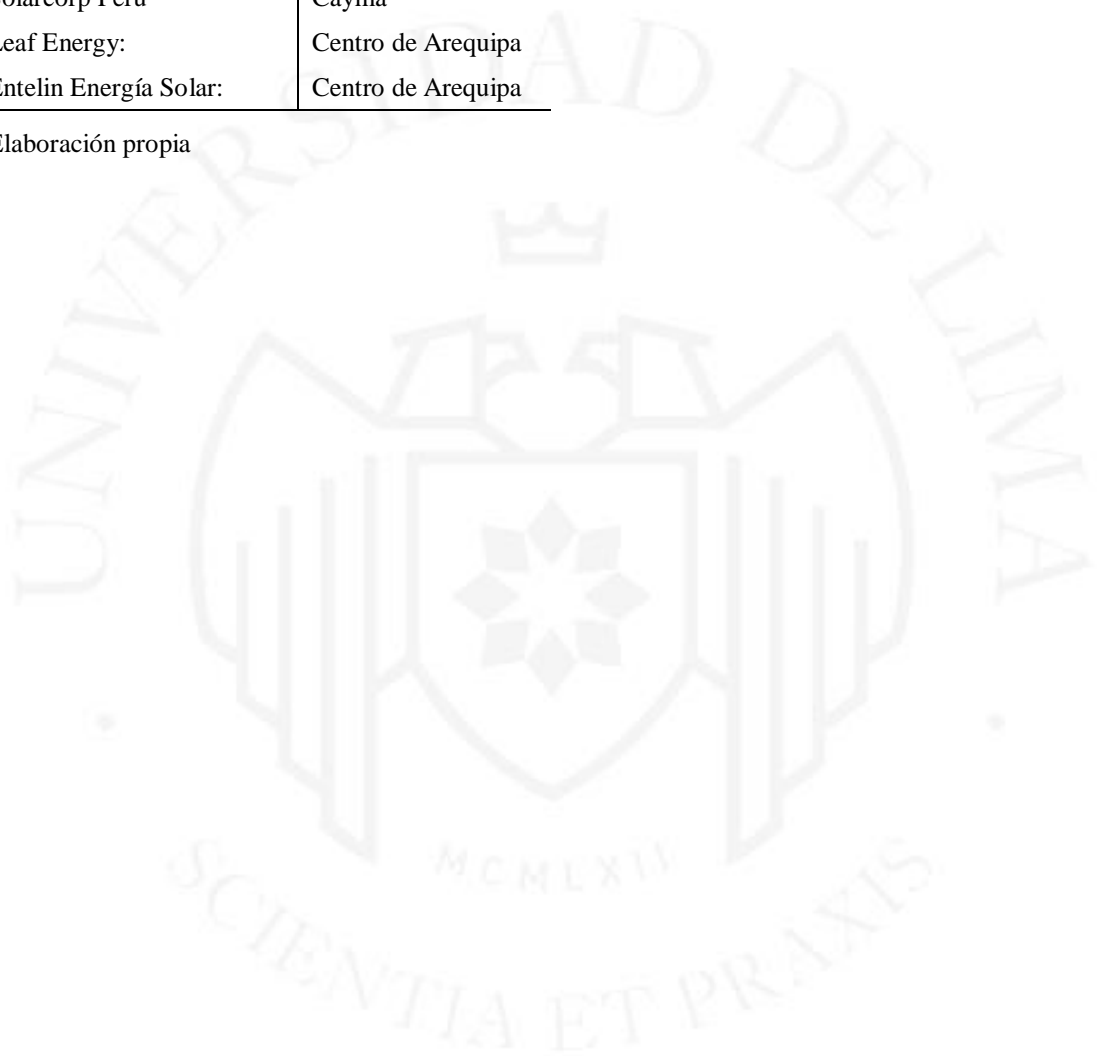 olarcorp Perú Cayma
eaf Energy: Centro de Arequipa
ntelin Energía Solar: Centro de Arequipa
laboración propia
UNIVERSIDAD DE LIMA
MCMLXII
SCIENTIA ET PRAXIS